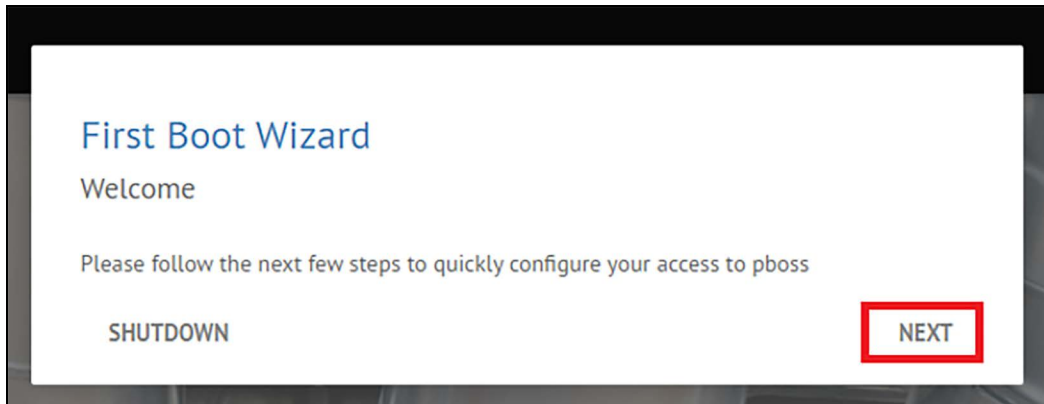 First Boot Wizard
Welcome
Please follow the next few steps to quickly configure your access to pboss
SHUTDOWN
NEXT